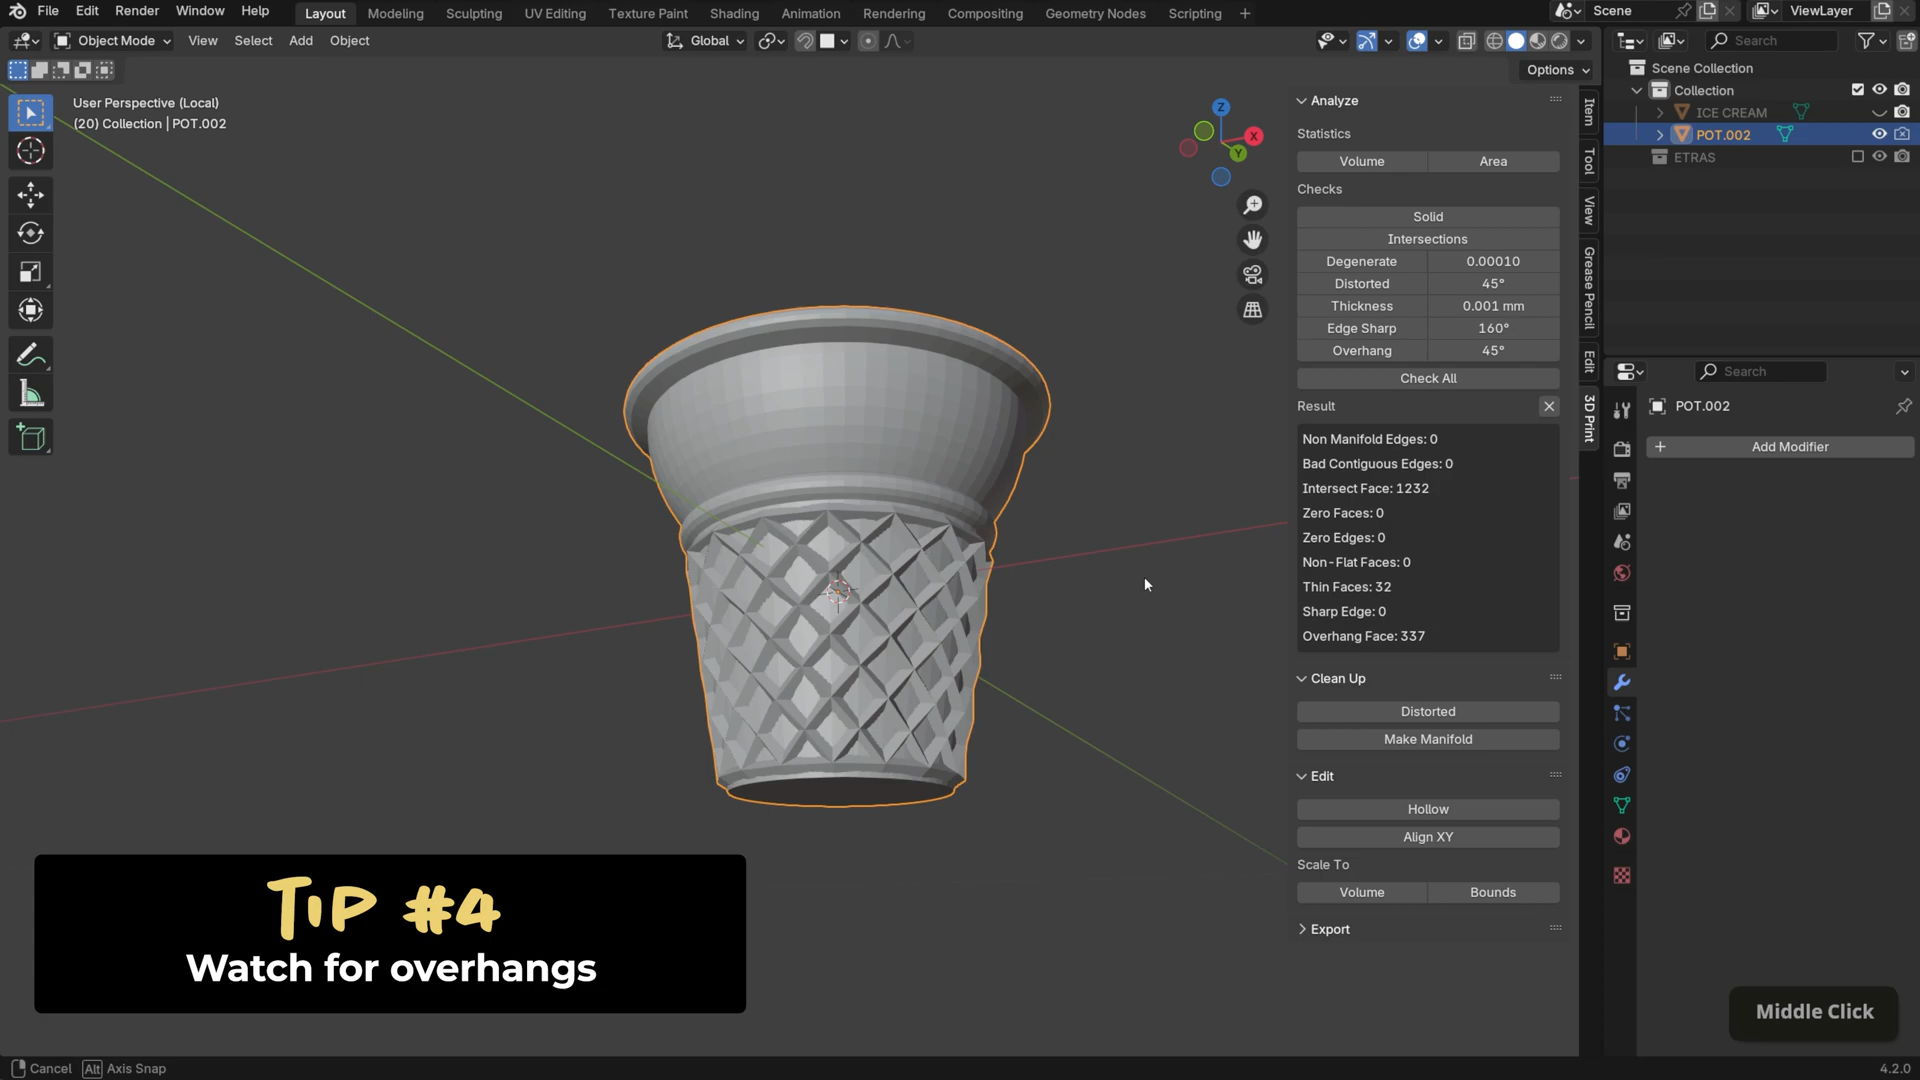 File Edit Render Window Help Layout Modeling Sculpting UV Editing Texture Paint Shading Animation Rendering Compositing Geometry Nodes Scripting + Scene ViewLayer
Object Mode View Select Add Object Global Search
Options
User Perspective (Local)
(20) Collection | POT.002
Z
X
Y
Analyze
Statistics
Volume Area
Checks
Solid
Intersections
Degenerate 0.00010
Distorted 45°
Thickness 0.001 mm
Edge Sharp 160°
Overhang 45°
Check All
Result
Non Manifold Edges: 0
Bad Contiguous Edges: 0
Intersect Face: 1232
Zero Faces: 0
Zero Edges: 0
Non-Flat Faces: 0
Thin Faces: 32
Sharp Edge: 0
Overhang Face: 337
Clean Up
Distorted
Make Manifold
Edit
Hollow
Align XY
Scale To
Volume Bounds
Export
Item
Tool
View
Grease Pencil
Edit
3D Print
Scene Collection
Collection
ICE CREAM
POT.002
ETRAS
Search
POT.002
+ Add Modifier
TIP #4
Watch for overhangs
Middle Click
Cancel Alt Axis Snap
4.2.0